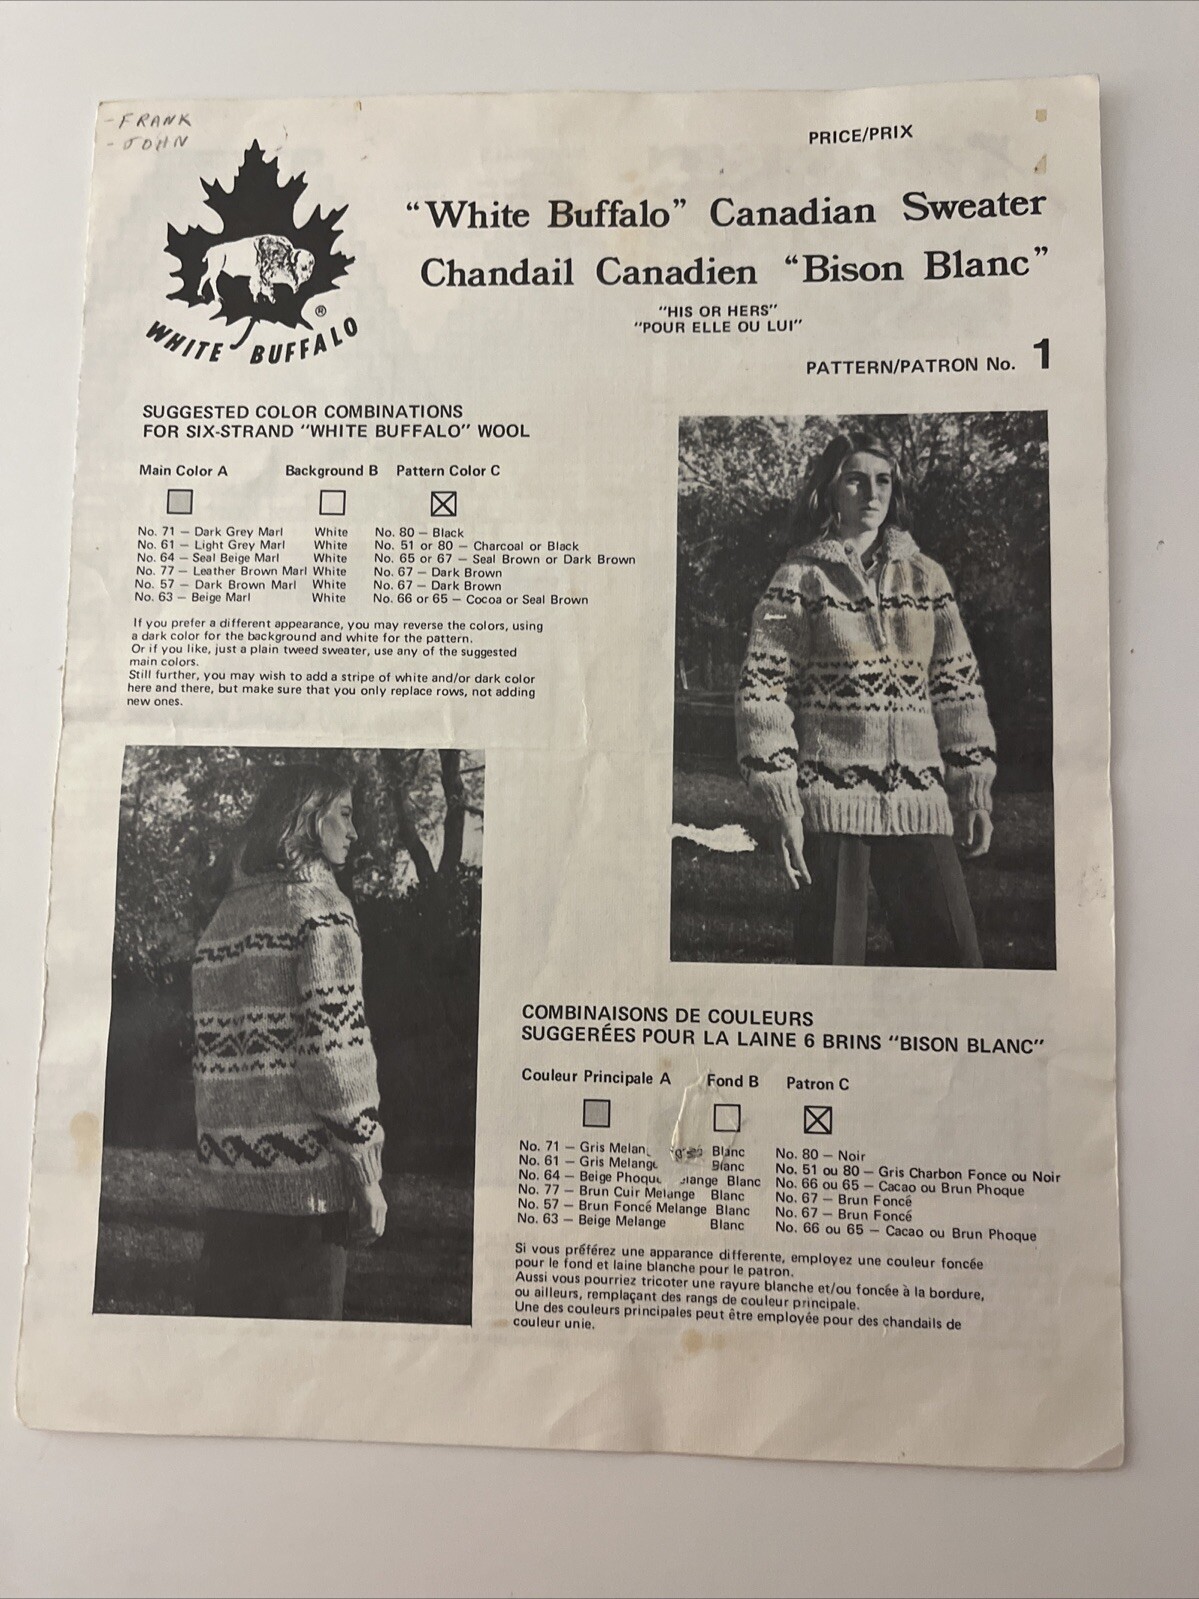 - FRANK
- JOHN
PRICE/PRIX
"White Buffalo" Canadian Sweater
Chandail Canadien "Bison Blanc"
"HIS OR HERS"
"POUR ELLE OU LUI"
PATTERN/PATRON No. 1
®
WHITE BUFFALO
SUGGESTED COLOR COMBINATIONS
FOR SIX-STRAND "WHITE BUFFALO" WOOL
Main Color A Background B Pattern Color C
No. 71 — Dark Grey Marl White No. 80 — Black
No. 61 — Light Grey Marl White No. 51 or 80 — Charcoal or Black
No. 64 — Seal Beige Marl White No. 65 or 67 — Seal Brown or Dark Brown
No. 77 — Leather Brown Marl White No. 67 — Dark Brown
No. 57 — Dark Brown Marl White No. 67 — Dark Brown
No. 63 — Beige Marl White No. 66 or 65 — Cocoa or Seal Brown
If you prefer a different appearance, you may reverse the colors, using
a dark color for the background and white for the pattern.
Or if you like, just a plain tweed sweater, use any of the suggested
main colors.
Still further, you may wish to add a stripe of white and/or dark color
here and there, but make sure that you only replace rows, not adding
new ones.
COMBINAISONS DE COULEURS
SUGGERÉES POUR LA LAINE 6 BRINS "BISON BLANC"
Couleur Principale A Fond B Patron C
No. 71 — Gris Melan Blanc No. 80 — Noir
No. 61 — Gris Melange Blanc No. 51 ou 80 — Gris Charbon Fonce ou Noir
No. 64 — Beige Phoque Melange Blanc No. 66 ou 65 — Cacao ou Brun Phoque
No. 77 — Brun Cuir Melange Blanc No. 67 — Brun Foncé
No. 57 — Brun Foncé Melange Blanc No. 67 — Brun Foncé
No. 63 — Beige Melange Blanc No. 66 ou 65 — Cacao ou Brun Phoque
Si vous préférez une apparance differente, employez une couleur foncée
pour le fond et laine blanche pour le patron.
Aussi vous pourriez tricoter une rayure blanche et/ou foncée à la bordure,
ou ailleurs, remplaçant des rangs de couleur principale.
Une des couleurs principales peut être employée pour des chandails de
couleur unie.